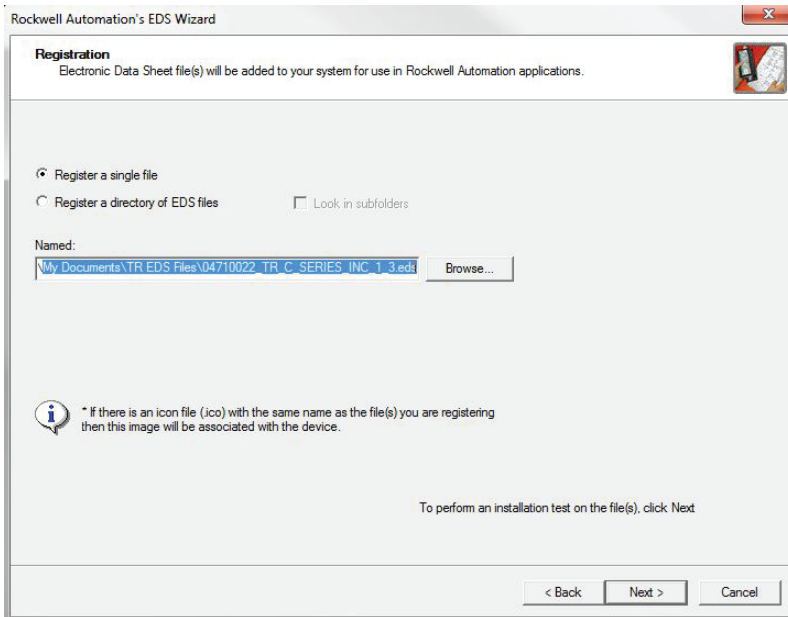 Rockwell Automation's EDS Wizard
Registration
Electronic Data Sheet file(s) will be added to your system for use in Rockwell Automation applications.
Register a single file
Register a directory of EDS files
Look in subfolders
Named:
\My Documents\TR EDS Files\04710022_TR_C_SERIES_INC_1_3.eds
Browse...
* If there is an icon file (.ico) with the same name as the file(s) you are registering
then this image will be associated with the device.
To perform an installation test on the file(s), click Next
< Back
Next >
Cancel